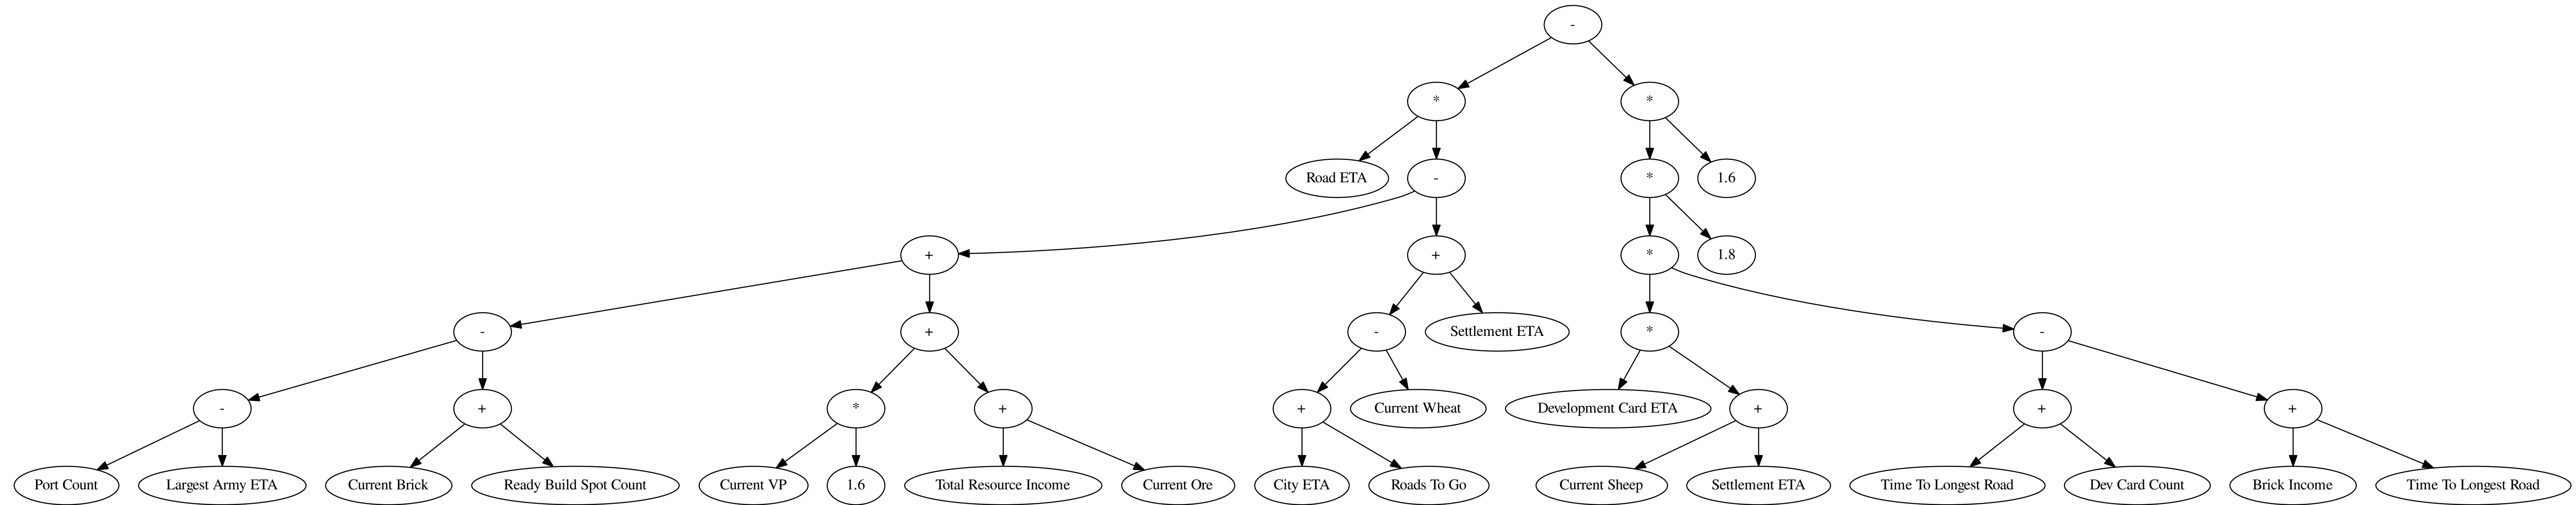 -
*
*
Road ETA
-
*
1.6
+
+
*
1.8
-
+
-
Settlement ETA
*
-
-
+
*
+
+
Current Wheat
Development Card ETA
+
+
+
Port Count
Largest Army ETA
Current Brick
Ready Build Spot Count
Current VP
1.6
Total Resource Income
Current Ore
City ETA
Roads To Go
Current Sheep
Settlement ETA
Time To Longest Road
Dev Card Count
Brick Income
Time To Longest Road